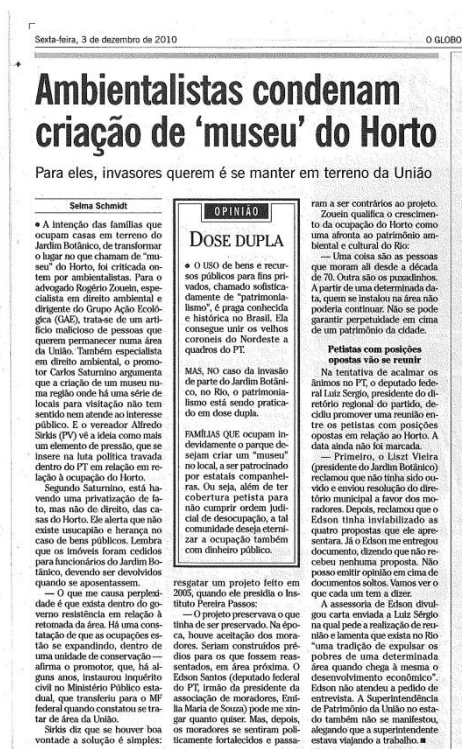 Sexta-feira, 3 de dezembro de 2010
O GLOBO
Ambientalistas condenam
criação de ‘museu’ do Horto
Para eles, invasores querem é se manter em terreno da União
Selma Schmidt
● A intenção das famílias que
ocupam casas em terreno do
Jardim Botânico, de transformar
o lugar no que chamam de “mu-
seu” do Horto, foi criticada on-
tem por ambientalistas. Para o
advogado Rogério Zouein, espe-
cialista em direito ambiental e
dirigente do Grupo Ação Ecoló-
gica (GAE), trata-se de um arti-
fício malicioso de pessoas que
querem permanecer numa área
da União. Também especialista
em direito ambiental, o promo-
tor Carlos Saturnino argumenta
que a criação de um museu nu-
ma região onde há uma série de
locais para visitação não tem
sentido nem atende ao interesse
público. E o vereador Alfredo
Sirkis (PV) vê a ideia como mais
um elemento de pressão, que se
insere na luta política travada
dentro do PT em relação em re-
lação à ocupação do Horto.
Segundo Saturnino, está ha-
vendo uma privatização de fa-
to, mas não de direito, das ca-
sas do Horto. Ele alerta que não
existe usucapião e herança no
caso de bens públicos. Lembra
que os imóveis foram cedidos
para funcionários do Jardim Bo-
tânico, devendo ser devolvidos
quando se aposentassem.
— O que me causa perplexi-
dade é que exista dentro do go-
verno resistência em relação à
retomada da área. Há uma cons-
tatação de que as ocupações es-
tão se expandindo, dentro de
uma unidade de conservação —
afirma o promotor, que, há al-
guns anos, instaurou inquérito
civil no Ministério Público esta-
dual, que transferiu para o MP
federal quando constatou se tra-
tar de área da União.
Sirkis diz que se houver boa
vontade a solução é simples:
OPINIÃO
DOSE DUPLA
● O USO de bens e recur-
sos públicos para fins pri-
vados, chamado sofistica-
damente de “patrimonia-
lismo”, é praga conhecida
e histórica no Brasil. Ela
consegue unir os velhos
coronéis do Nordeste a
quadros do PT.
MAS, NO caso da invasão
de parte do Jardim Botâni-
co, no Rio, o patrimonia-
lismo está sendo pratica-
do em dose dupla.
FAMÍLIAS QUE ocupam in-
devidamente o parque de-
sejam criar um “museu”
no local, a ser patrocinado
por estatais companhei-
ras. Ou seja, além de ter
cobertura petista para
não cumprir ordem judi-
cial de desocupação, a tal
comunidade deseja eterni-
zar a ocupação também
com dinheiro público.
resgatar um projeto feito em
2005, quando ele presidia o Ins-
tituto Pereira Passos:
— O projeto preservava o que
tinha de ser preservado. Na épo-
ca, houve aceitação dos mora-
dores. Seriam construídos pré-
dios para os que fossem reas-
sentados, em área próxima. O
Edson Santos (deputado federal
do PT, irmão da presidente da
associação de moradores, Emí-
lia Maria de Souza) pode me xin-
gar quanto quiser. Mas, depois,
os moradores se sentiram poli-
ticamente fortalecidos e passa-
ram a ser contrários ao projeto.
Zouein qualifica o crescimen-
to da ocupação do Horto como
uma afronta ao patrimônio am-
biental e cultural do Rio:
— Uma coisa são as pessoas
que moram ali desde a década
de 70. Outra são os puxadinhos.
A partir de uma determinada da-
ta, quem se instalou na área não
poderia continuar. Não se pode
garantir perpetuidade em cima
de um patrimônio da cidade.
Petistas com posições
opostas vão se reunir
Na tentativa de acalmar os
ânimos no PT, o deputado fede-
ral Luiz Sergio, presidente do di-
retório regional do partido, de-
cidiu promover uma reunião en-
tre os petistas com posições
opostas em relação ao Horto. A
data ainda não foi marcada.
— Primeiro, o Liszt Vieira
(presidente do Jardim Botânico)
reclamou que não tinha sido ou-
vido e enviou resolução do dire-
tório municipal a favor dos mo-
radores. Depois, reclamou que o
Edson tinha inviabilizado as
quatro propostas que ele apre-
sentara. Já o Edson me entregou
documento, dizendo que não re-
cebeu nenhuma proposta. Não
posso emitir opinião em cima de
documentos soltos. Vamos ver o
que cada um tem a dizer.
A assessoria de Edson divul-
gou carta enviada a Luiz Sérgio
na qual pede a realização de reu-
nião e lamenta que exista no Rio
“uma tradição de expulsar os
pobres de uma determinada
área quando chega à mesma o
desenvolvimento econômico”.
Edson não atendeu a pedido de
entrevista. A Superintendência
de Patrimônio da União no esta-
do também não se manifestou,
alegando que a superintendente
estava viajando a trabalho. ■